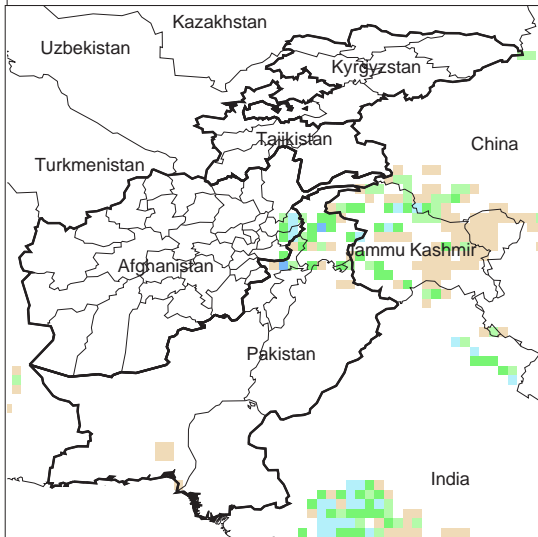 Kazakhstan
Uzbekistan
Kyrgyzstan
Tajikistan
China
Turkmenistan
Jammu Kashmir
Afghanistan
Pakistan
India